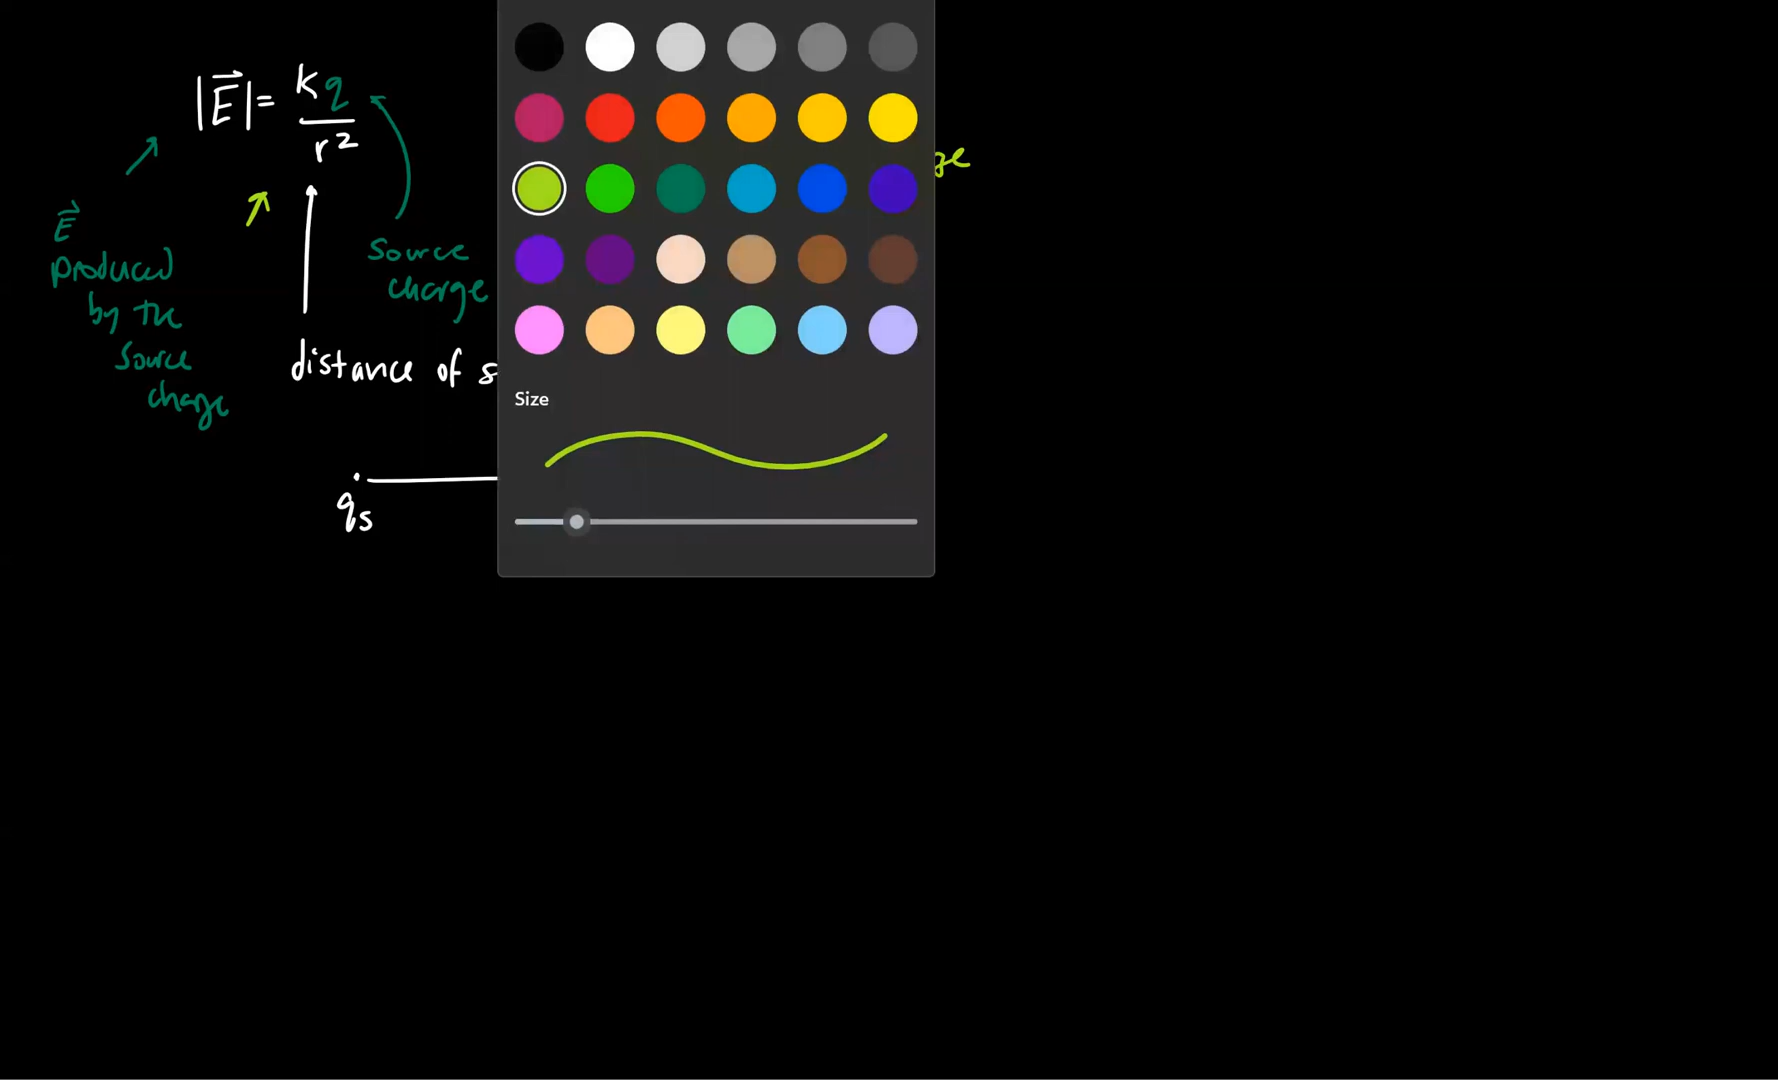 |E⃗| = kq
r²
E⃗
produced
by the
source
charge
Source
charge
distance of s
qs
Size
ge